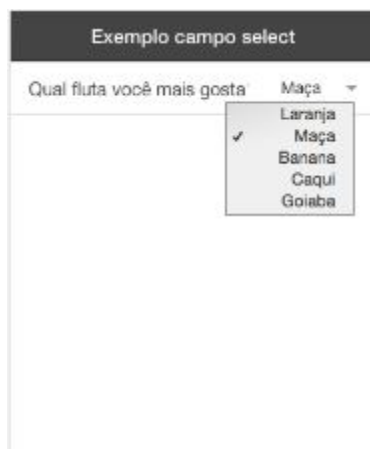 Exemplo campo select
Qual fluta você mais gosta Maça
Laranja
✓ Maça
Banana
Caqui
Goiaba